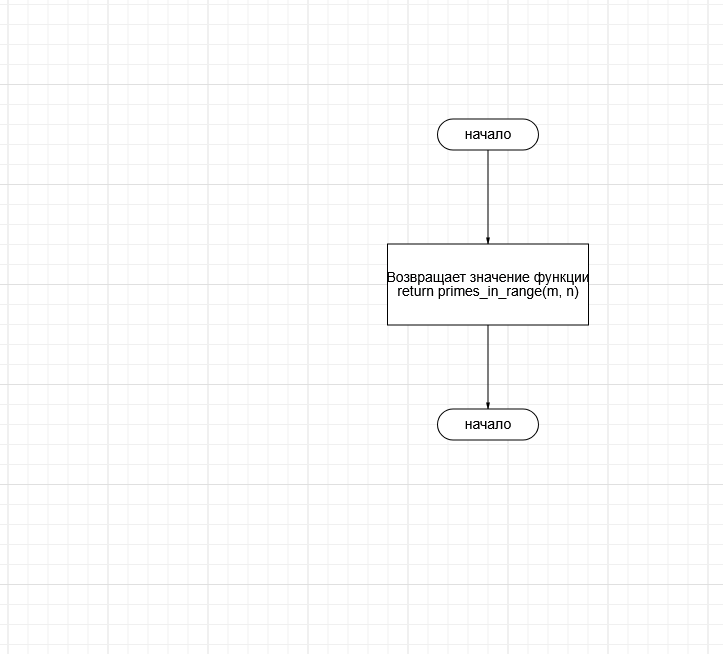 начало
Возвращает значение функции
return primes_in_range(m, n)
начало